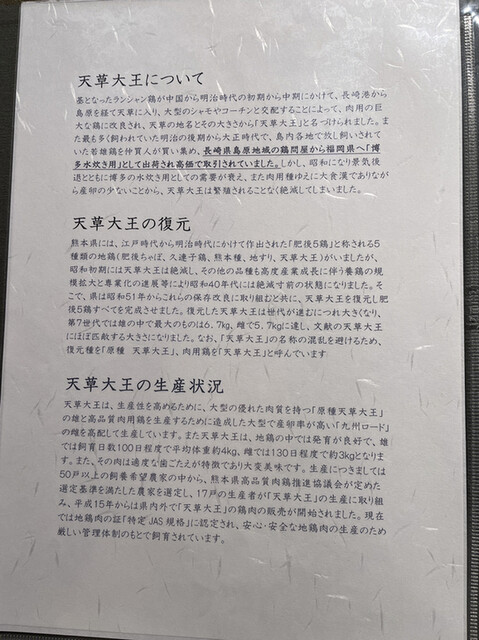 天草大王について
基となったランシャン鶏が中国から明治時代の初期から中期にかけて、長崎港から
島原を経て天草に入り、大型のシャモやコーチンと交配することによって、肉用の巨
大な鶏に改良され、天草の地名とその大きさから「天草大王」と名づけられました。ま
た最も多く飼われていた明治の後期から大正時代で、島内各地で放し飼いされてい
た若雄鶏を仲買人が買い集め、長崎県島原地域の鶏問屋から福岡県へ「博
多水炊き用」として出荷され高価で取引されていました。しかし、昭和になり景気後
退とともに博多の水炊き用としての需要が衰え、また肉用種ゆえに大食漢でありなが
ら産卵の少ないことから、天草大王は繁殖されることなく絶滅してしまいました。
天草大王の復元
熊本県には、江戸時代から明治時代にかけて作出された「肥後5鶏」と称される5
種類の地鶏(肥後ちゃぼ、久連子鶏、熊本種、地すり、天草大王)がいましたが、
昭和初期には天草大王は絶滅し、その他の品種も高度産業成長に伴う養鶏の規
模拡大と専業化の進展等により昭和40年代には絶滅寸前の状態になりました。そ
こで、県は昭和51年からこれらの保存改良に取り組むと共に、天草大王を復元し肥
後5鶏すべてを完成させました。復元した天草大王は世代が進むにつれ大きくなり、
第7世代では雄の中で最大のものは6.7kg、雌で5.7kgに達し、文献の天草大王
にほぼ匹敵する大きさになりました。なお、「天草大王」の名称の混乱を避けるため、
復元種を「原種　天草大王」、肉用鶏を「天草大王」と呼んでいます
天草大王の生産状況
天草大王は、生産性を高めるために、大型の優れた肉質を持つ「原種天草大王」
の雄と高品質肉用鶏を生産するために造成した大型で産卵率が高い「九州ロード」
の雌を高配して生産しています。また天草大王は、地鶏の中では発育が良好で、雄
では飼育日数100日程度で平均体重約4kg、雌では130日程度で約3kgとなりま
す。また、その肉は適度な歯ごたえが特徴であり大変美味です。生産につきましては
50戸以上の飼養希望農家の中から、熊本県高品質肉鶏推進協議会が定めた
選定基準を満たした農家を選定し、17戸の生産者が「天草大王」の生産に取り組
み、平成15年からは県内外で「天草大王」の鶏肉の販売が開始されました。現在
では地鶏肉の証「特定JAS規格」に認定され、安心・安全な地鶏肉の生産のため
厳しい管理体制のもとで飼育されています。